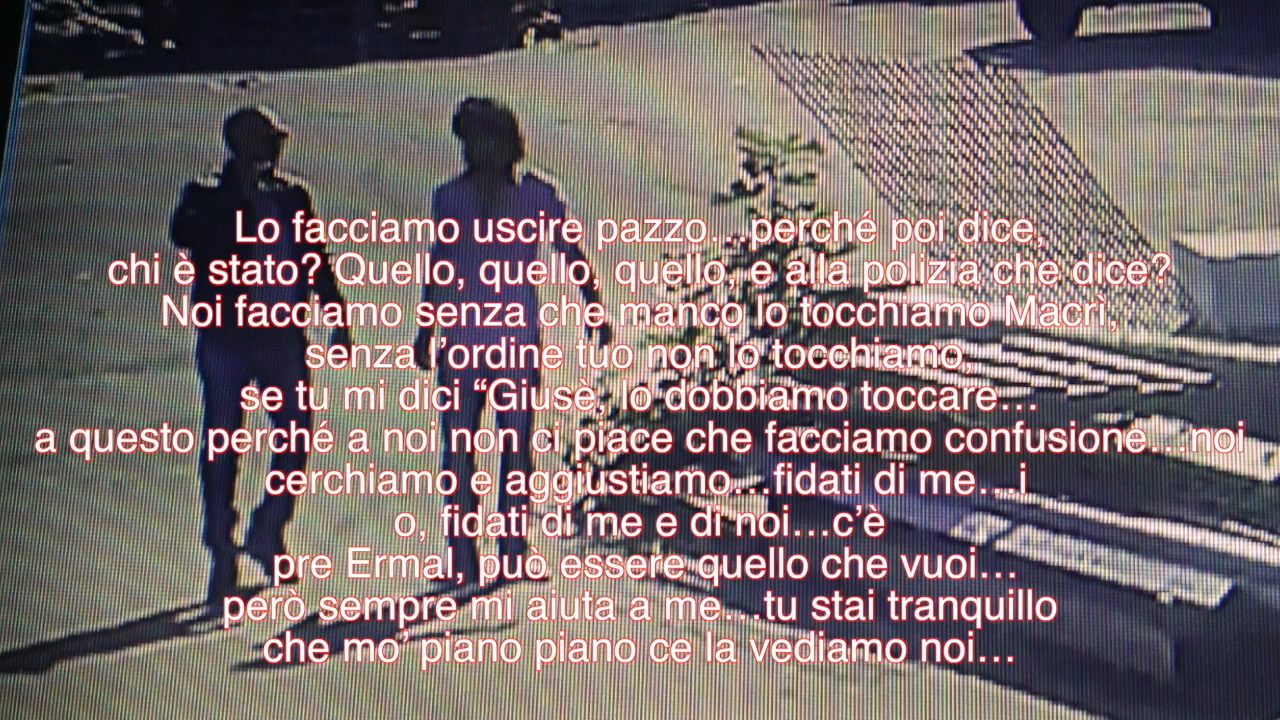 Lo facciamo uscire pazzo...perché poi dice,
chi è stato? Quello, quello, quello, e alla polizia che dice?
Noi facciamo senza che manco lo tocchiamo Macrì,
senza l'ordine tuo non lo tocchiamo,
se tu mi dici “Giusè, lo dobbiamo toccare...
a questo perché a noi non ci piace che facciamo confusione...noi
cerchiamo e aggiustiamo...fidati di me...i
o, fidati di me e di noi...c'è
pre Ermal, può essere quello che vuoi...
però sempre mi aiuta a me...tu stai tranquillo
che mo' piano piano ce la vediamo noi...